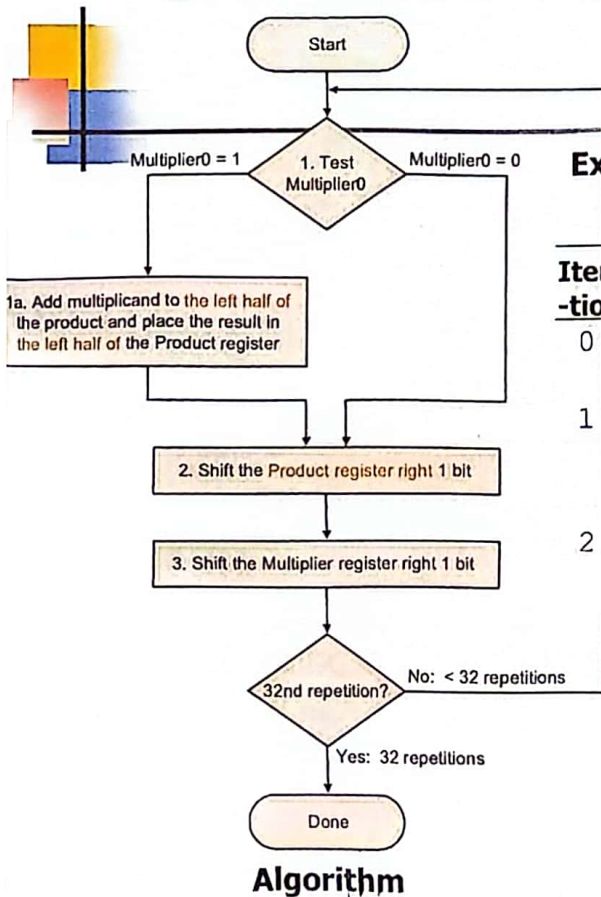 Start
Multiplier0 = 1
1. Test
Multiplier0
Multiplier0 = 0
1a. Add multiplicand to the left half of
the product and place the result in
the left half of the Product register
2. Shift the Product register right 1 bit
3. Shift the Multiplier register right 1 bit
32nd repetition?
No: < 32 repetitions
Yes: 32 repetitions
Done
Algorithm
0
1
2